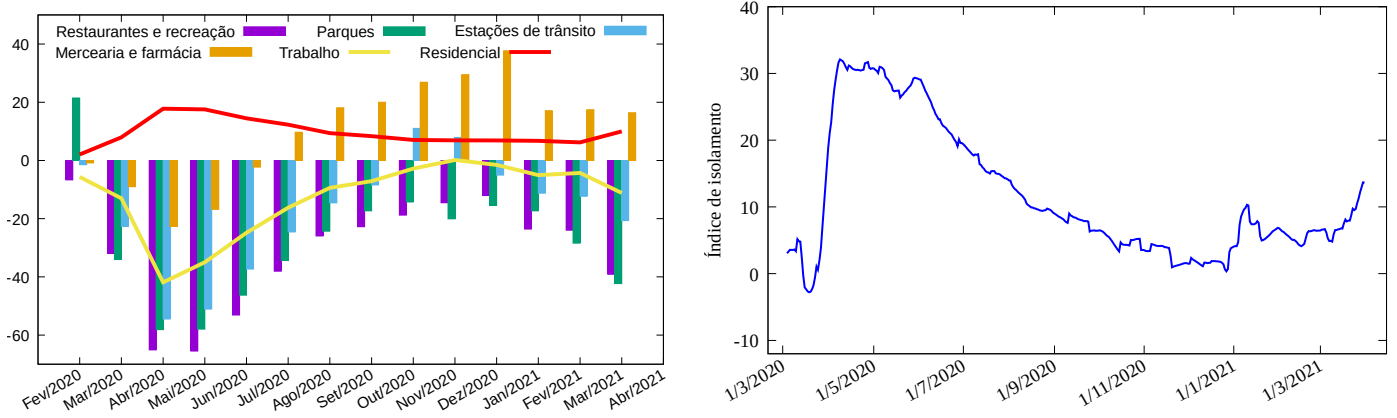 Restaurantes e recreação Parques Estações de trânsito
Mercearia e farmácia Trabalho Residencial
40
20
0
-20
-40
-60
Fev/2020 Mar/2020 Abr/2020 Mai/2020 Jun/2020 Jul/2020 Ago/2020 Set/2020 Out/2020 Nov/2020 Dez/2020 Jan/2021 Fev/2021 Mar/2021 Abr/2021
Índice de isolamento
40
30
20
10
0
-10
1/3/2020 1/5/2020 1/7/2020 1/9/2020 1/11/2020 1/1/2021 1/3/2021